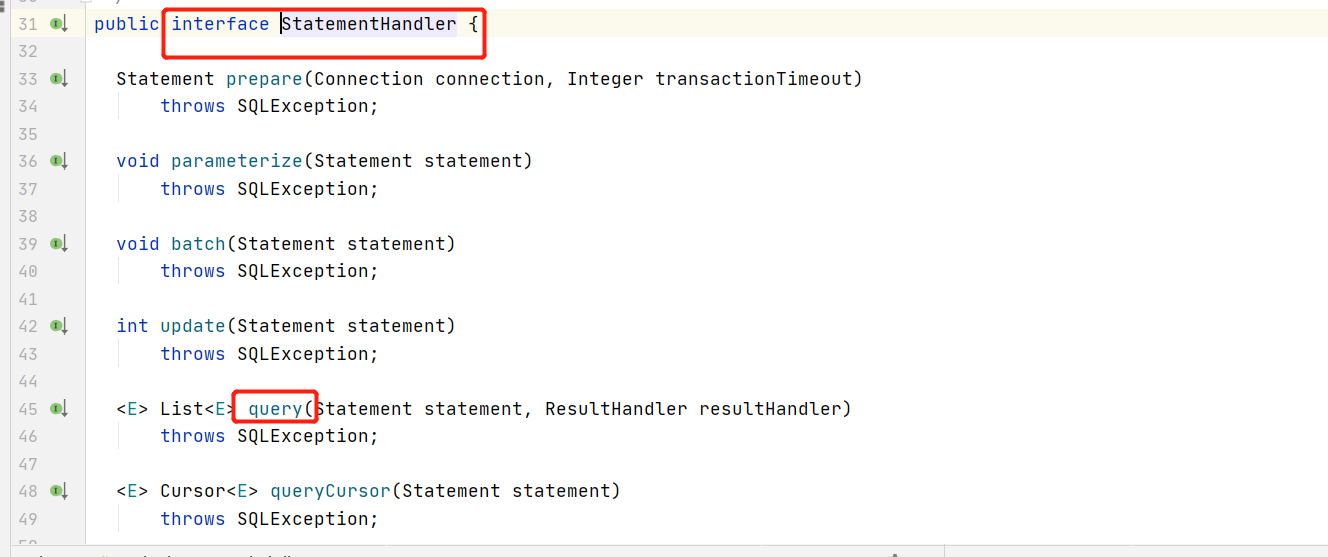 31 public interface StatementHandler {
32
33 Statement prepare(Connection connection, Integer transactionTimeout)
34 throws SQLException;
35
36 void parameterize(Statement statement)
37 throws SQLException;
38
39 void batch(Statement statement)
40 throws SQLException;
41
42 int update(Statement statement)
43 throws SQLException;
44
45 <E> List<E> query(Statement statement, ResultHandler resultHandler)
46 throws SQLException;
47
48 <E> Cursor<E> queryCursor(Statement statement)
49 throws SQLException;